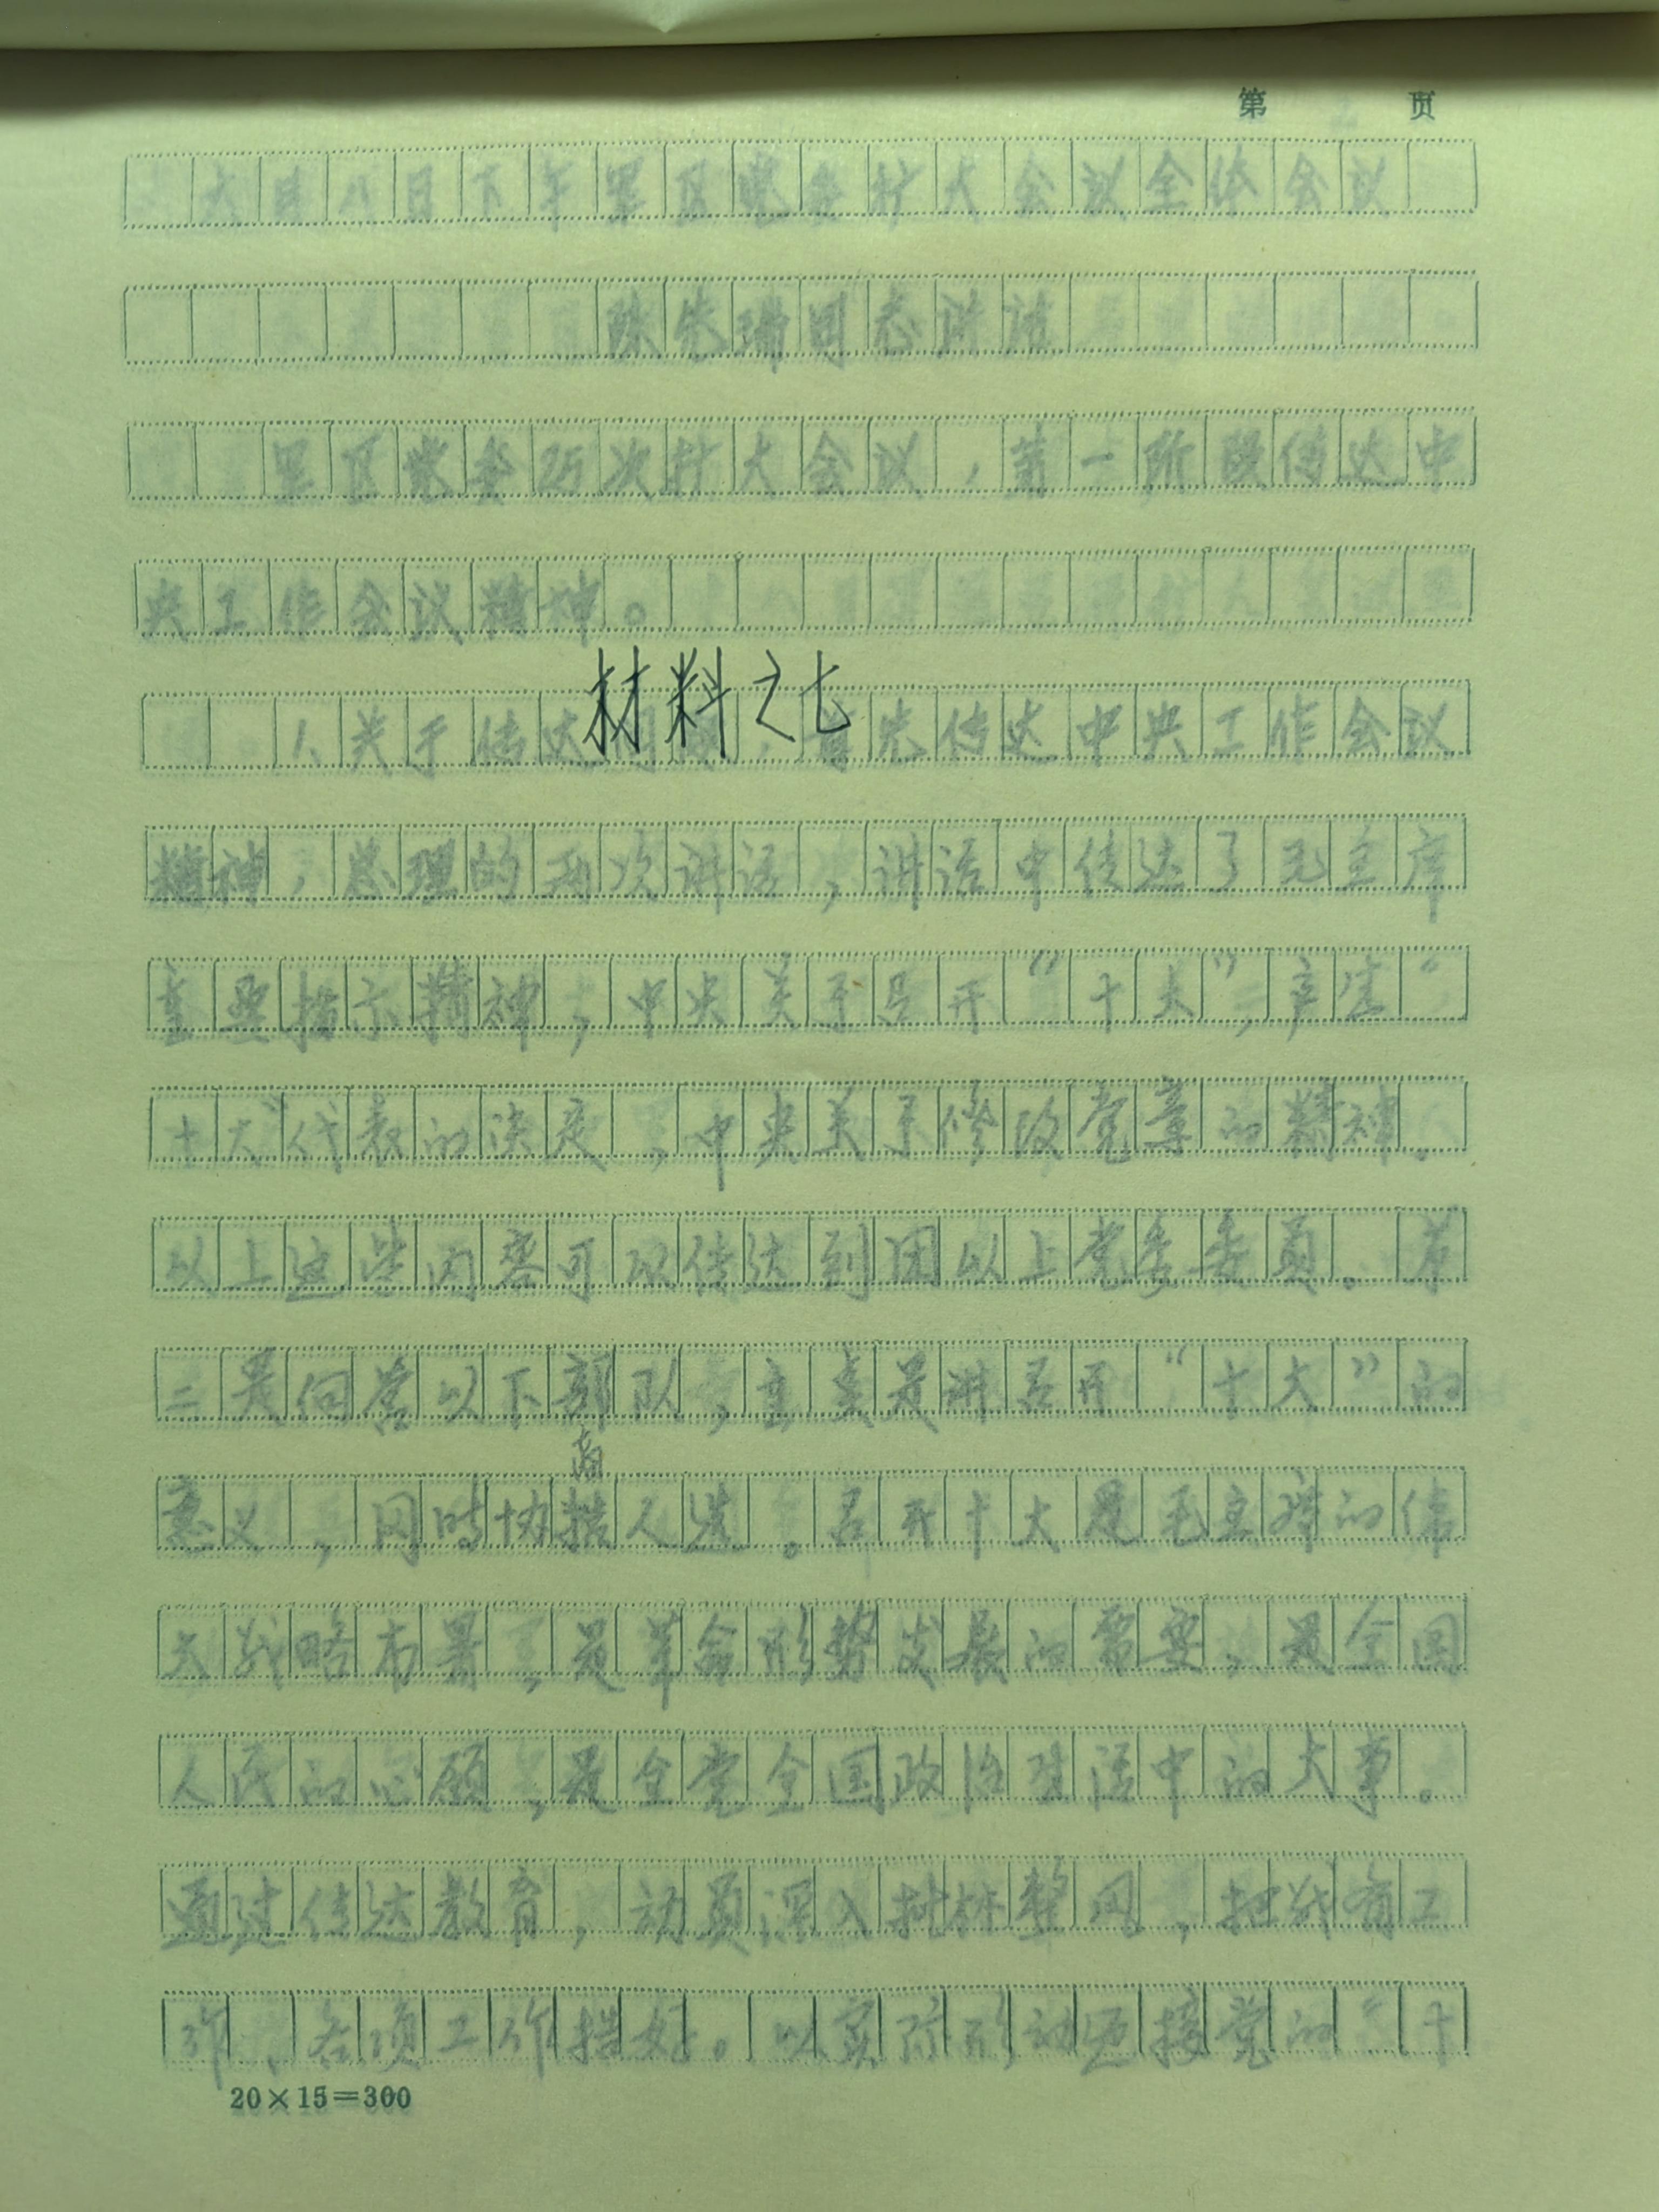 第 页
六月八日下午军区党委扩大会议全体会议
陈先瑞同志讲话
军区党委25次扩大会议,第一阶段传达中
央工作会议精神。
材料之七
1、关于传达问题,首先传达中央工作会议
精神,总理的两次讲话,讲话中传达了毛主席
重要指示精神,中央关于召开“十大”,产生“
十大”代表的决定,中央关于修改党章的精神。
以上这些内容可以传达到团以上党委委员。第
二是向营以下部队,主要是讲召开“十大”的
意义,同时协商人选。召开十大是毛主席的伟
大战略布署,是革命形势发展的需要,是全国
人民的心愿,是全党全国政治生活中的大事。
通过传达教育,动员深入批林整风,把战备工
作、各项工作搞好。以实际行动迎接党的“十
20×15=300